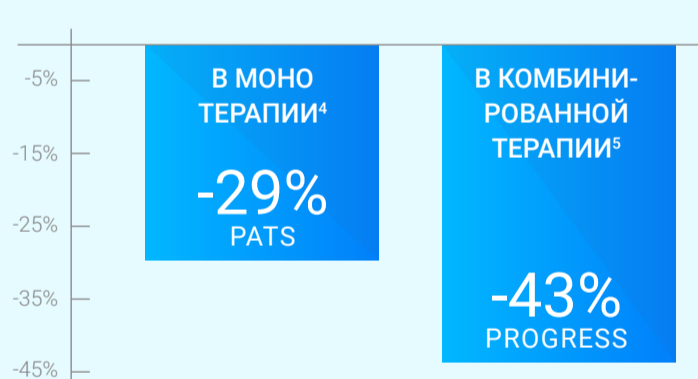 -5%
-15%
-25%
-35%
-45%
В МОНО
ТЕРАПИИ⁴
-29%
PATS
В КОМБИНИ-
РОВАННОЙ
ТЕРАПИИ⁵
-43%
PROGRESS